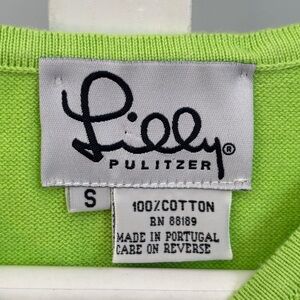 Lilly®
PULITZER
S
100%COTTON
RN 88189
MADE IN PORTUGAL
CARE ON REVERSE